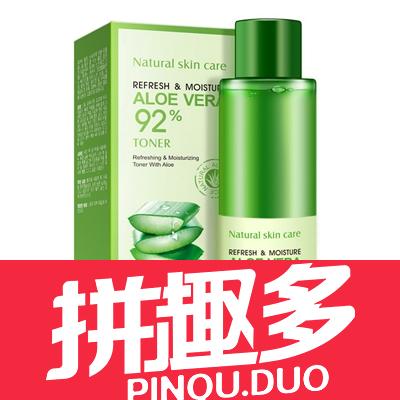 Natural skin care
REFRESH & MOISTURE
ALOE VERA
92%
TONER
Refreshing & Moisturizing
Toner With Aloe
Natural skin care
REFRESH & MOISTURE
拼趣多
PINQU.DUO